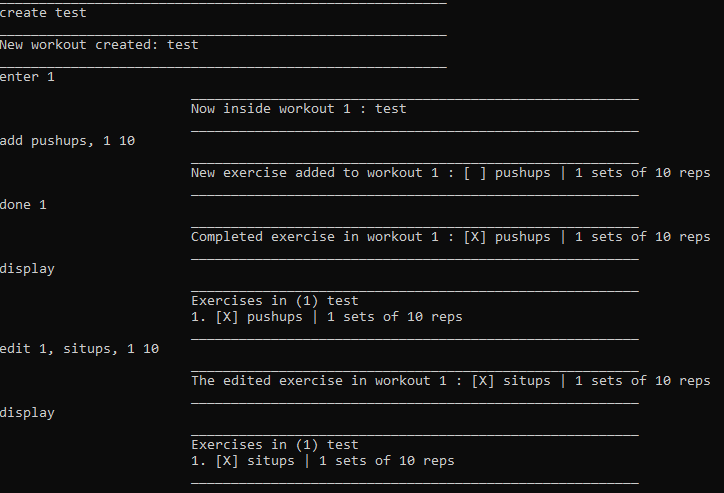 create test
New workout created: test
enter 1
Now inside workout 1 : test
add pushups, 1 10
New exercise added to workout 1 : [ ] pushups | 1 sets of 10 reps
done 1
Completed exercise in workout 1 : [X] pushups | 1 sets of 10 reps
display
Exercises in (1) test
1. [X] pushups | 1 sets of 10 reps
edit 1, situps, 1 10
The edited exercise in workout 1 : [X] situps | 1 sets of 10 reps
display
Exercises in (1) test
1. [X] situps | 1 sets of 10 reps